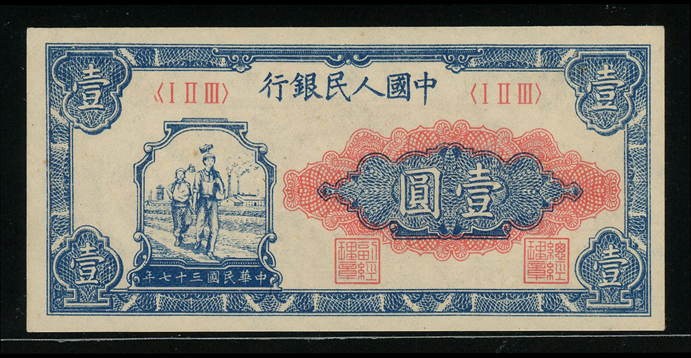 中國人民銀行
〈I II III〉
〈I II III〉
壹
壹
壹圓
副經理章
總經理章
壹
壹
中華民國三十七年